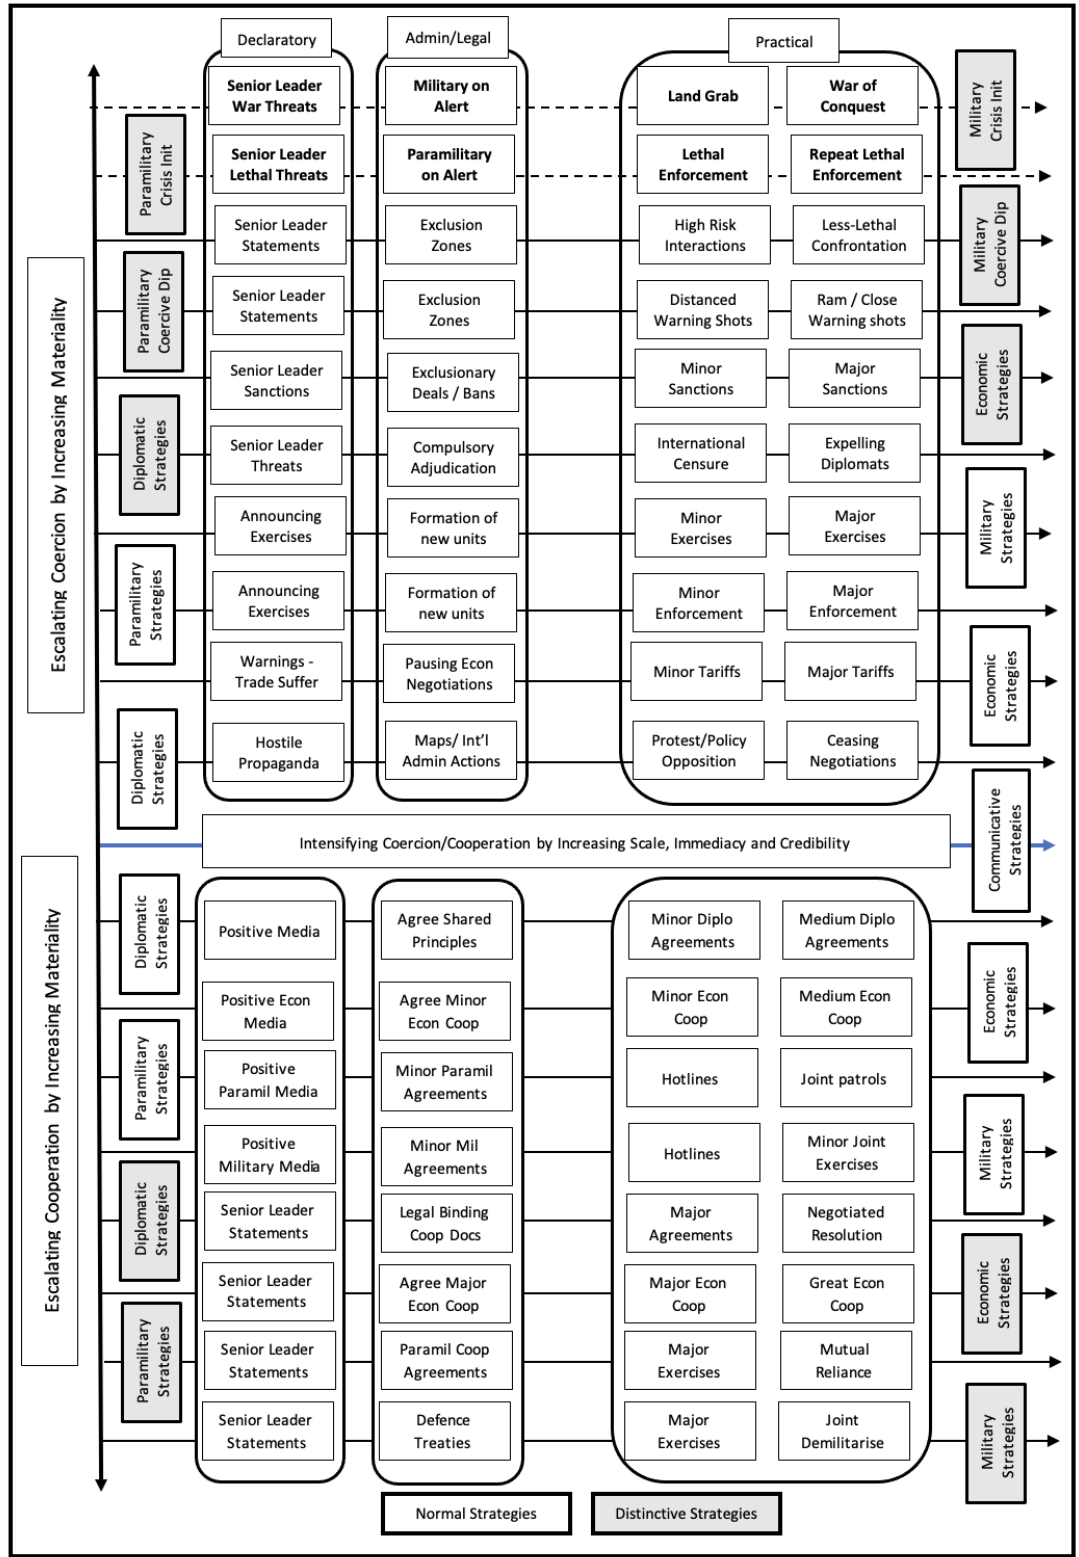 Declaratory
Admin/Legal
Practical
Senior Leader
War Threats
Military on
Alert
Land Grab
War of
Conquest
Military
Crisis Init
Paramilitary
Crisis Init
Senior Leader
Lethal Threats
Paramilitary
on Alert
Lethal
Enforcement
Repeat Lethal
Enforcement
Senior Leader
Statements
Exclusion
Zones
High Risk
Interactions
Less-Lethal
Confrontation
Military
Coercive Dip
Paramilitary
Coercive Dip
Senior Leader
Statements
Exclusion
Zones
Distanced
Warning Shots
Ram / Close
Warning shots
Senior Leader
Sanctions
Exclusionary
Deals / Bans
Minor
Sanctions
Major
Sanctions
Economic
Strategies
Escalating Coercion by Increasing Materiality
Diplomatic
Strategies
Senior Leader
Threats
Compulsory
Adjudication
International
Censure
Expelling
Diplomats
Announcing
Exercises
Formation of
new units
Minor
Exercises
Major
Exercises
Military
Strategies
Paramilitary
Strategies
Announcing
Exercises
Formation of
new units
Minor
Enforcement
Major
Enforcement
Warnings -
Trade Suffer
Pausing Econ
Negotiations
Minor Tariffs
Major Tariffs
Economic
Strategies
Diplomatic
Strategies
Hostile
Propaganda
Maps/ Int’l
Admin Actions
Protest/Policy
Opposition
Ceasing
Negotiations
Intensifying Coercion/Cooperation by Increasing Scale, Immediacy and Credibility
Communicative
Strategies
Diplomatic
Strategies
Positive Media
Agree Shared
Principles
Minor Diplo
Agreements
Medium Diplo
Agreements
Positive Econ
Media
Agree Minor
Econ Coop
Minor Econ
Coop
Medium Econ
Coop
Economic
Strategies
Paramilitary
Strategies
Positive
Paramil Media
Minor Paramil
Agreements
Hotlines
Joint patrols
Escalating Cooperation by Increasing Materiality
Positive
Military Media
Minor Mil
Agreements
Hotlines
Minor Joint
Exercises
Military
Strategies
Diplomatic
Strategies
Senior Leader
Statements
Legal Binding
Coop Docs
Major
Agreements
Negotiated
Resolution
Senior Leader
Statements
Agree Major
Econ Coop
Major Econ
Coop
Great Econ
Coop
Economic
Strategies
Paramilitary
Strategies
Senior Leader
Statements
Paramil Coop
Agreements
Major
Exercises
Mutual
Reliance
Senior Leader
Statements
Defence
Treaties
Major
Exercises
Joint
Demilitarise
Military
Strategies
Normal Strategies
Distinctive Strategies